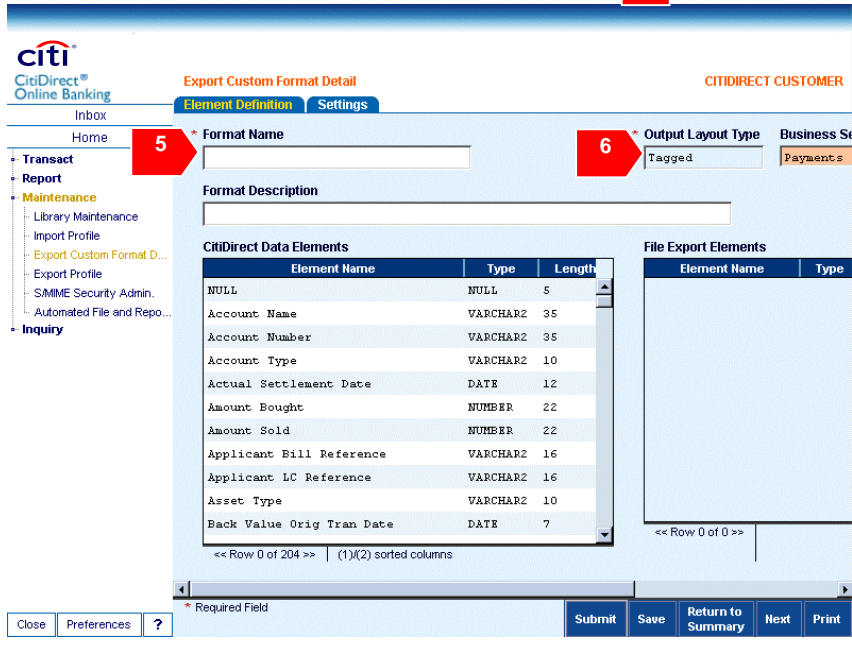 citi
CitiDirect®
Online Banking
Inbox
Home
Transact
Report
Maintenance
Library Maintenance
Import Profile
Export Custom Format D...
Export Profile
S/MIME Security Admin.
Automated File and Repo...
Inquiry
Close Preferences ?
Export Custom Format Detail CITIDIRECT CUSTOMER
Element Definition Settings
5 * Format Name 6 * Output Layout Type Business Se
Tagged Payments
Format Description
CitiDirect Data Elements File Export Elements
Element Name Type Length Element Name Type
NULL NULL 5
Account Name VARCHAR2 35
Account Number VARCHAR2 35
Account Type VARCHAR2 10
Actual Settlement Date DATE 12
Amount Bought NUMBER 22
Amount Sold NUMBER 22
Applicant Bill Reference VARCHAR2 16
Applicant LC Reference VARCHAR2 16
Asset Type VARCHAR2 10
Back Value Orig Tran Date DATE 7
<< Row 0 of 204 >> (1)/(2) sorted columns << Row 0 of 0 >>
* Required Field
Submit Save Return to Summary Next Print